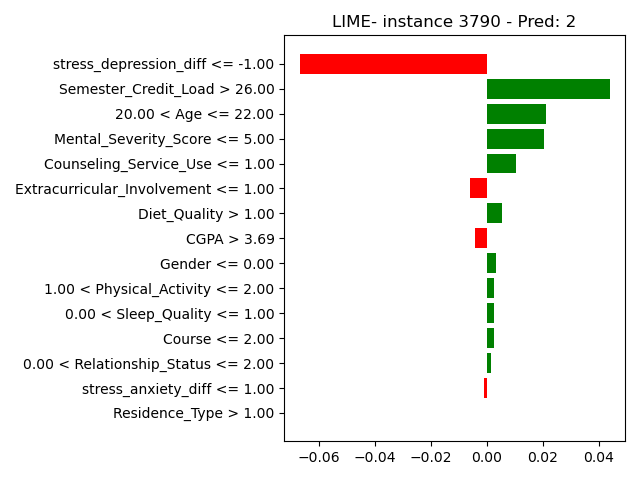 LIME- instance 3790 - Pred: 2
stress_depression_diff <= -1.00
Semester_Credit_Load > 26.00
20.00 < Age <= 22.00
Mental_Severity_Score <= 5.00
Counseling_Service_Use <= 1.00
Extracurricular_Involvement <= 1.00
Diet_Quality > 1.00
CGPA > 3.69
Gender <= 0.00
1.00 < Physical_Activity <= 2.00
0.00 < Sleep_Quality <= 1.00
Course <= 2.00
0.00 < Relationship_Status <= 2.00
stress_anxiety_diff <= 1.00
Residence_Type > 1.00
−0.06 −0.04 −0.02 0.00 0.02 0.04